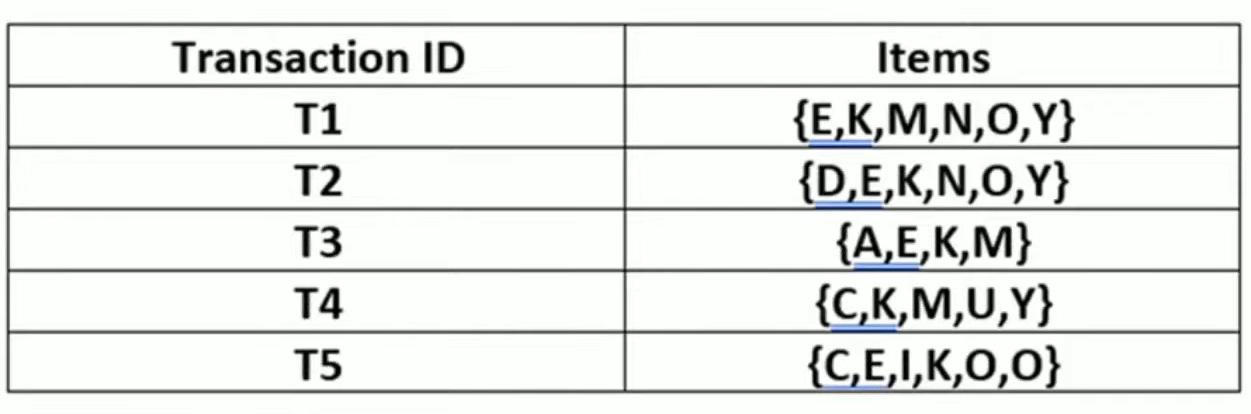 Transaction ID Items
T1 {E,K,M,N,O,Y}
T2 {D,E,K,N,O,Y}
T3 {A,E,K,M}
T4 {C,K,M,U,Y}
T5 {C,E,I,K,O,O}